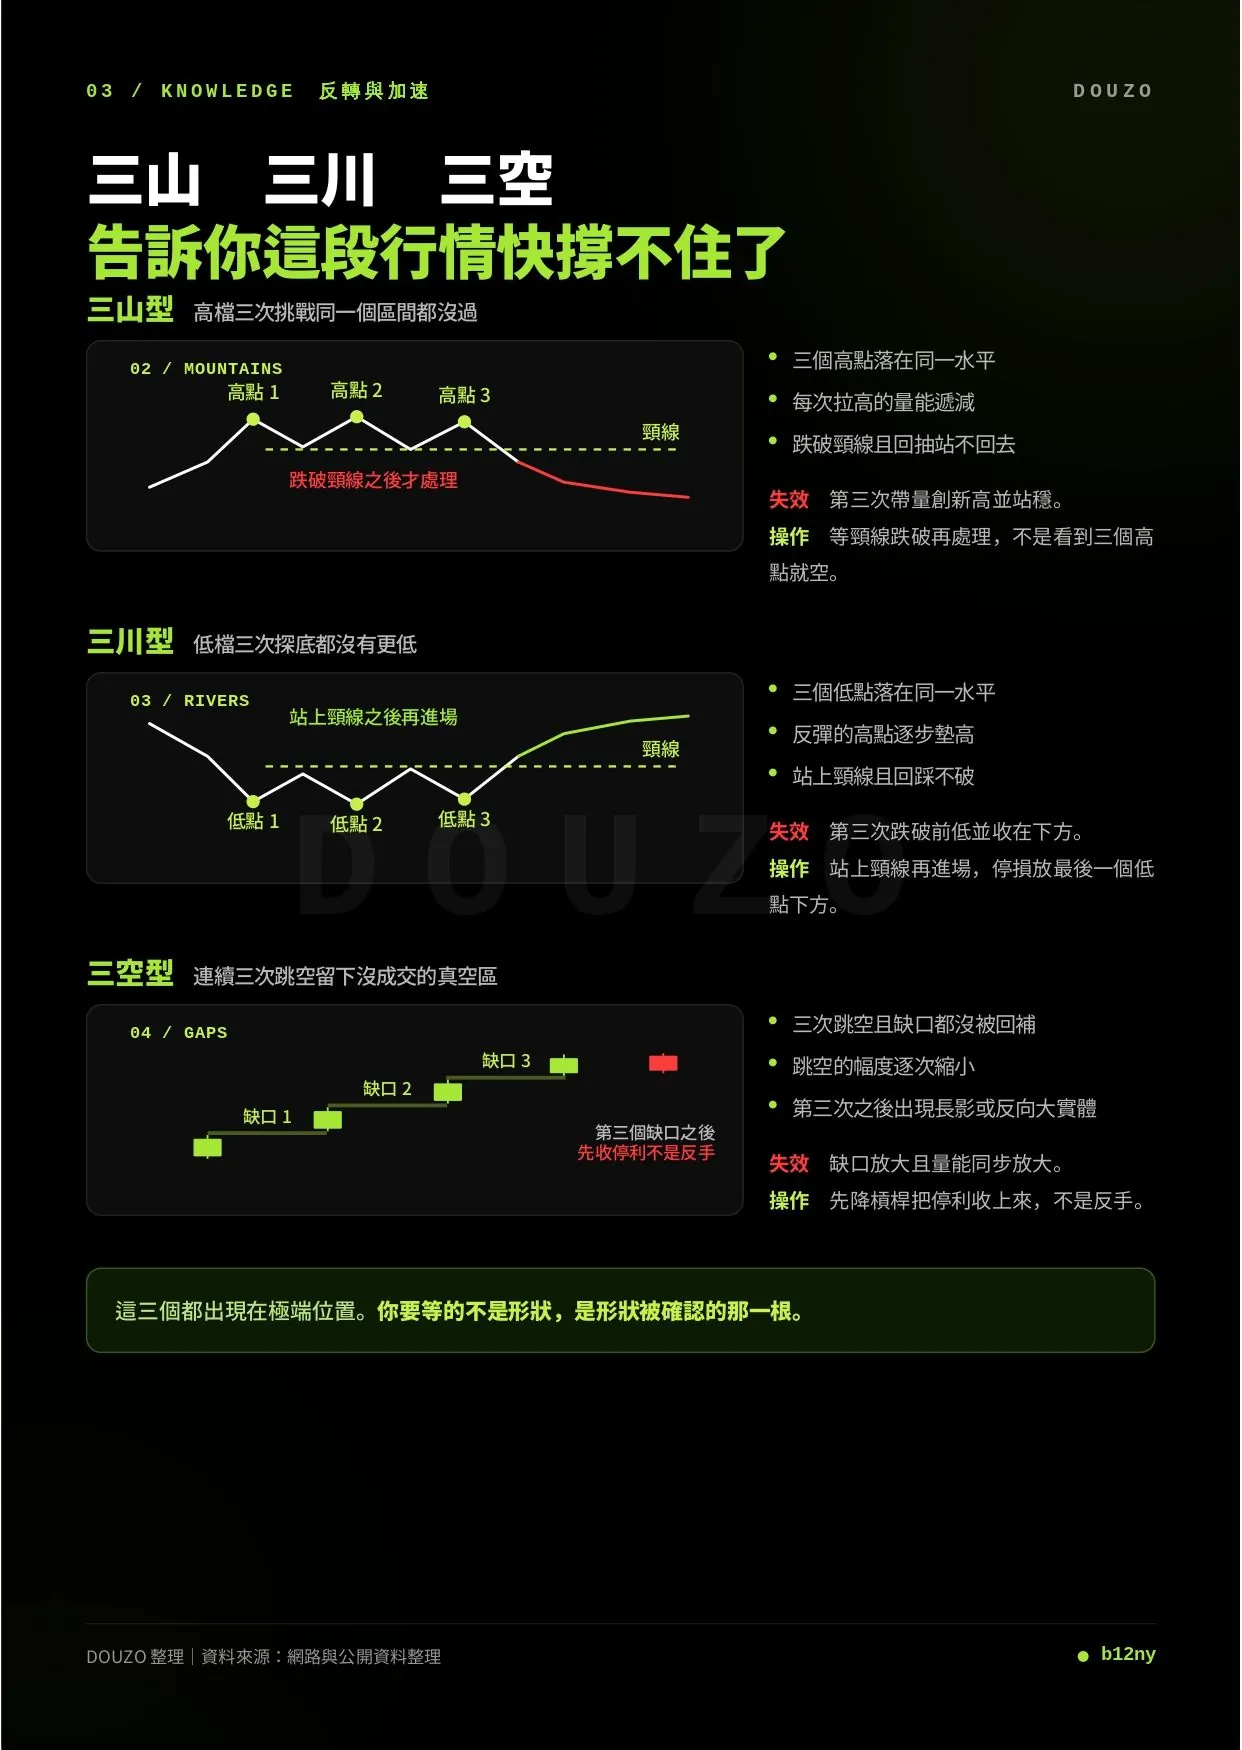 03 / KNOWLEDGE 反轉與加速
DOUZO
三山 三川 三空
告訴你這段行情快撐不住了
三山型 高檔三次挑戰同一個區間都沒過
02 / MOUNTAINS
高點 1
高點 2
高點 3
頸線
跌破頸線之後才處理
三個高點落在同一水平
每次拉高的量能遞減
跌破頸線且回抽站不回去
失效 第三次帶量創新高並站穩。
操作 等頸線跌破再處理，不是看到三個高
點就空。
三川型 低檔三次探底都沒有更低
03 / RIVERS
站上頸線之後再進場
頸線
低點 1
低點 2
低點 3
三個低點落在同一水平
反彈的高點逐步墊高
站上頸線且回踩不破
失效 第三次跌破前低並收在下方。
操作 站上頸線再進場，停損放最後一個低
點下方。
DOUZO
三空型 連續三次跳空留下沒成交的真空區
04 / GAPS
缺口 1
缺口 2
缺口 3
第三個缺口之後
先收停利不是反手
三次跳空且缺口都沒被回補
跳空的幅度逐次縮小
第三次之後出現長影或反向大實體
失效 缺口放大且量能同步放大。
操作 先降槓桿把停利收上來，不是反手。
這三個都出現在極端位置。你要等的不是形狀，是形狀被確認的那一根。
DOUZO 整理｜資料來源：網路與公開資料整理
b12ny